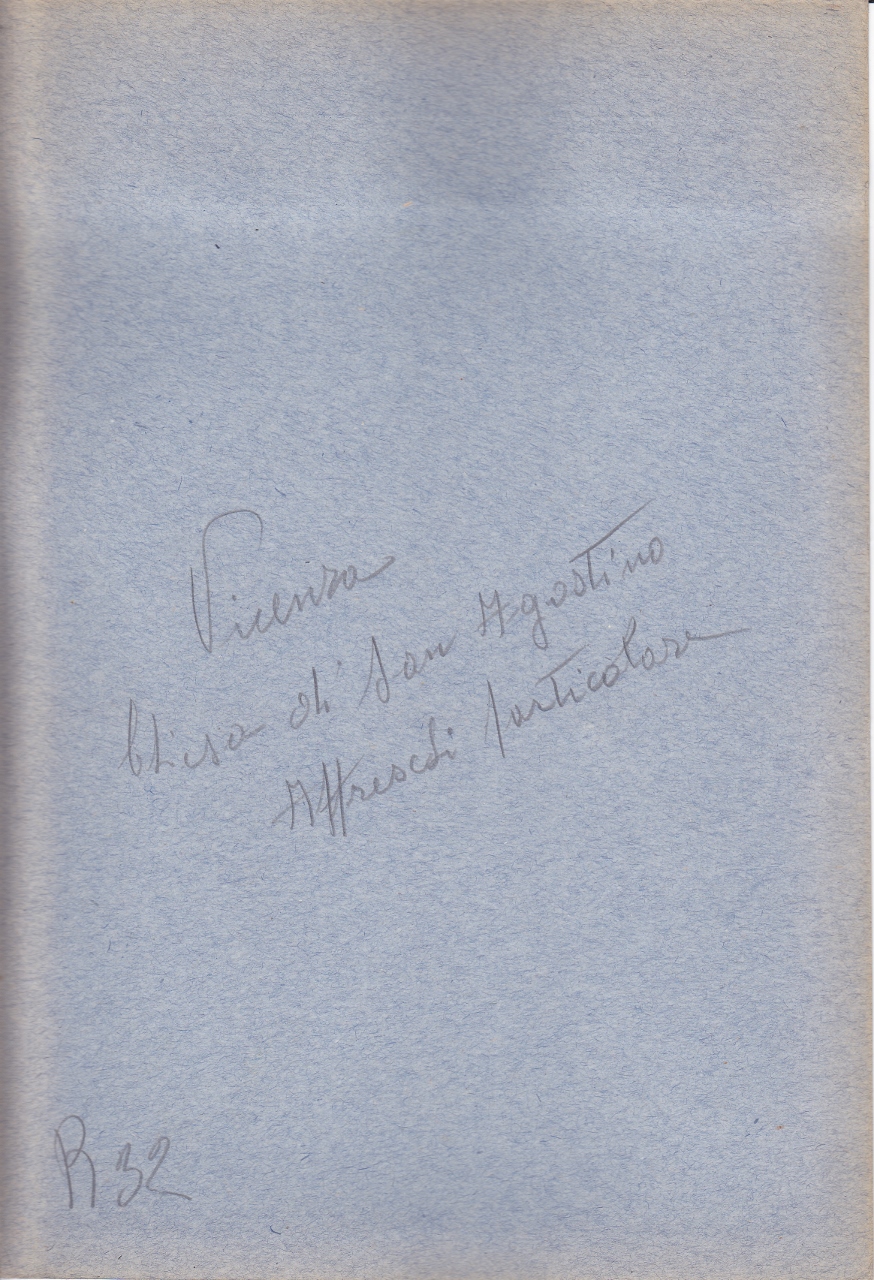 Vicenza
Chiesa di San Agostino
Affreschi particolare
R 32